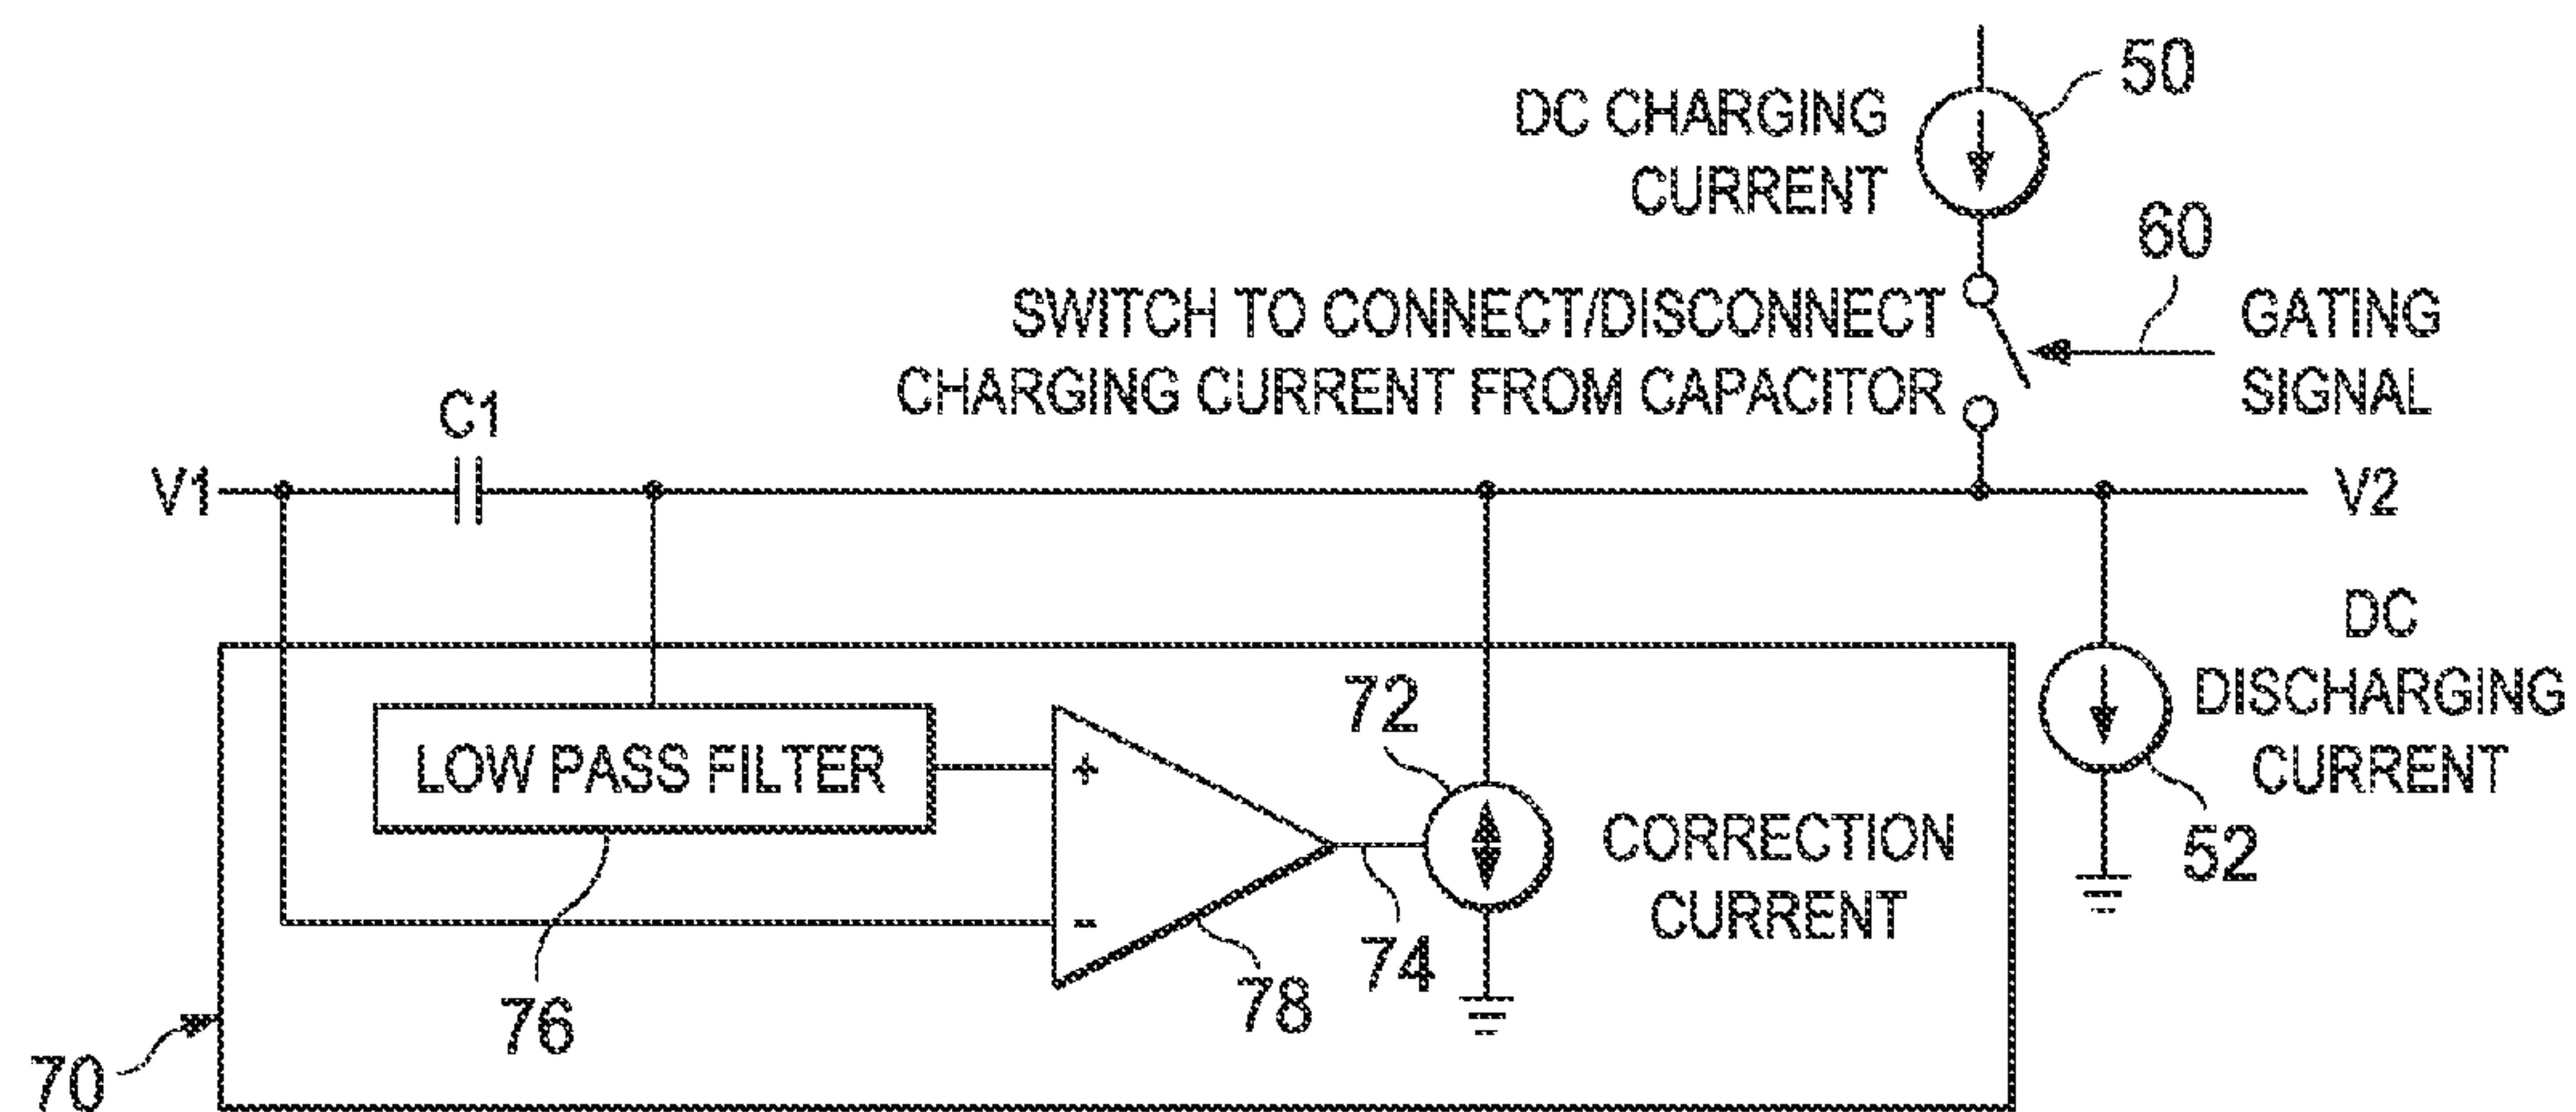 50
DC CHARGING
CURRENT
60
SWITCH TO CONNECT/DISCONNECT
CHARGING CURRENT FROM CAPACITOR
GATING
SIGNAL
C1
V1
V2
DC
DISCHARGING
CURRENT
52
72
LOW PASS FILTER
+
-
CORRECTION
CURRENT
74
76
78
70